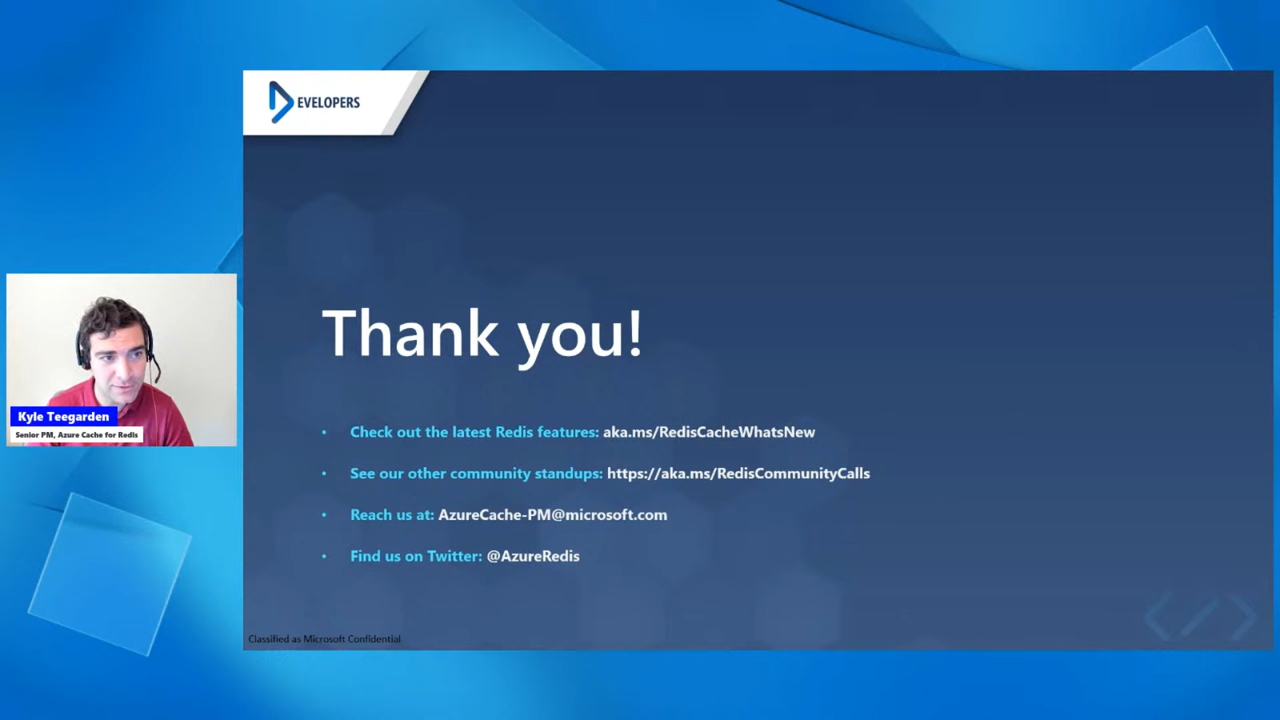 EVELOPERS
Thank you!
• Check out the latest Redis features: aka.ms/RedisCacheWhatsNew
• See our other community standups: https://aka.ms/RedisCommunityCalls
• Reach us at: AzureCache-PM@microsoft.com
• Find us on Twitter: @AzureRedis
Classified as Microsoft Confidential
Kyle Teegarden
Senior PM, Azure Cache for Redis